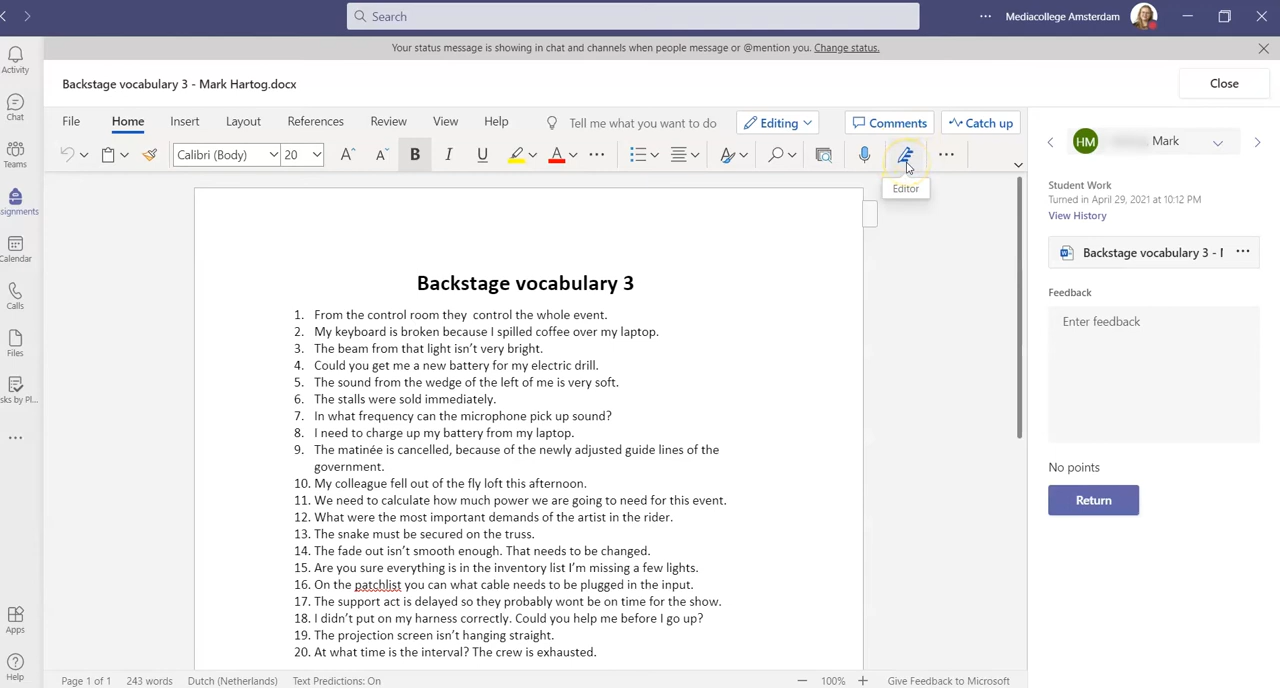 Search
Mediacollege Amsterdam
Your status message is showing in chat and channels when people message or @mention you. Change status.
Activity
Chat
Teams
ssignments
Calendar
Calls
Files
sks by Pl...
Apps
Help
Backstage vocabulary 3 - Mark Hartog.docx
Close
File Home Insert Layout References Review View Help Tell me what you want to do Editing Comments Catch up
Calibri (Body) 20 A A B I U A
Editor
Backstage vocabulary 3
1. From the control room they control the whole event.
2. My keyboard is broken because I spilled coffee over my laptop.
3. The beam from that light isn't very bright.
4. Could you get me a new battery for my electric drill.
5. The sound from the wedge of the left of me is very soft.
6. The stalls were sold immediately.
7. In what frequency can the microphone pick up sound?
8. I need to charge up my battery from my laptop.
9. The matinée is cancelled, because of the newly adjusted guide lines of the
government.
10. My colleague fell out of the fly loft this afternoon.
11. We need to calculate how much power we are going to need for this event.
12. What were the most important demands of the artist in the rider.
13. The snake must be secured on the truss.
14. The fade out isn't smooth enough. That needs to be changed.
15. Are you sure everything is in the inventory list I'm missing a few lights.
16. On the patchlist you can what cable needs to be plugged in the input.
17. The support act is delayed so they probably wont be on time for the show.
18. I didn't put on my harness correctly. Could you help me before I go up?
19. The projection screen isn't hanging straight.
20. At what time is the interval? The crew is exhausted.
HM Mark
Student Work
Turned in April 29, 2021 at 10:12 PM
View History
Backstage vocabulary 3 - 
Feedback
Enter feedback
No points
Return
Page 1 of 1 243 words Dutch (Netherlands) Text Predictions: On
100% Give Feedback to Microsoft